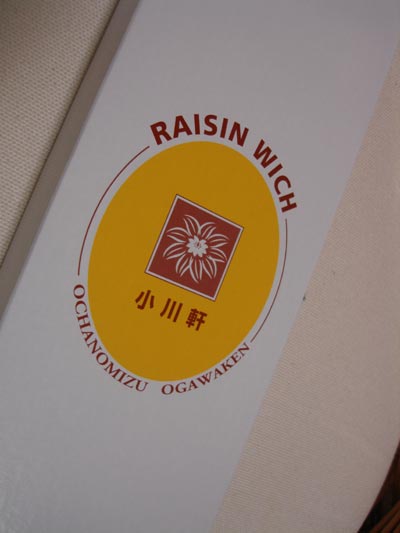 RAISIN WICH
小川軒
OCHANOMIZU OGAWAKEN